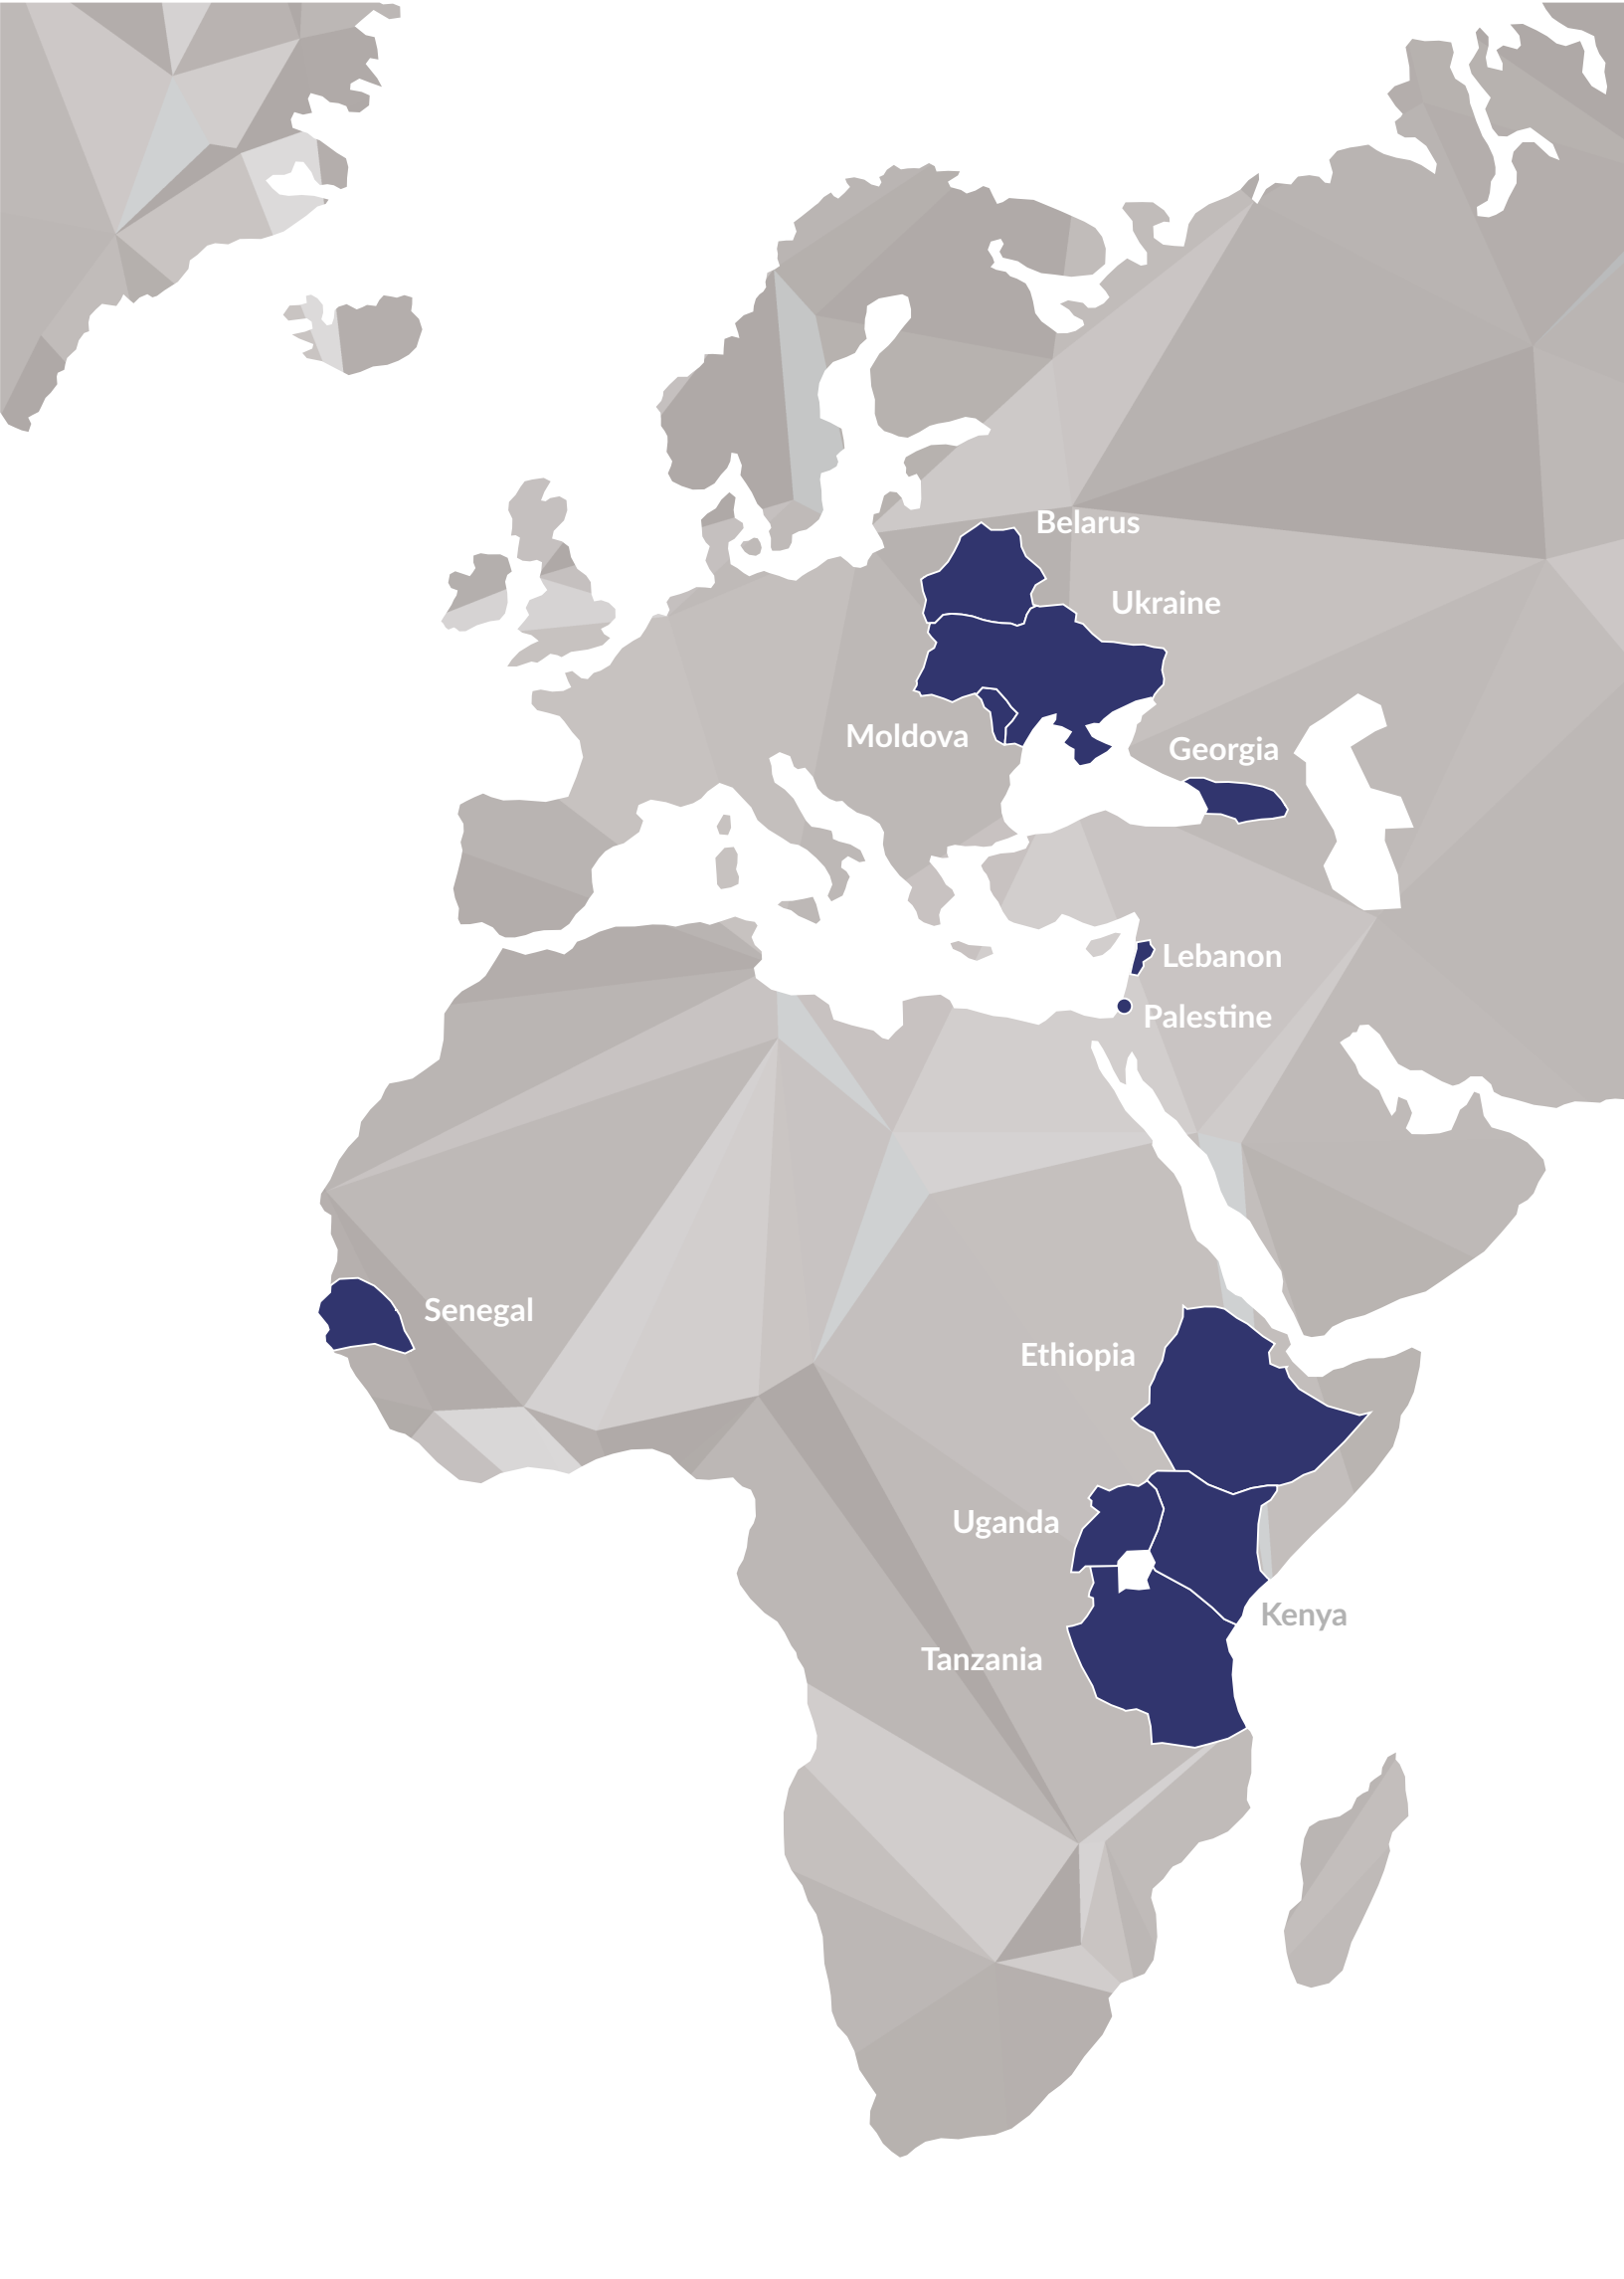 Belarus
Ukraine
Moldova
Georgia
Lebanon
Palestine
Senegal
Ethiopia
Uganda
Kenya
Tanzania